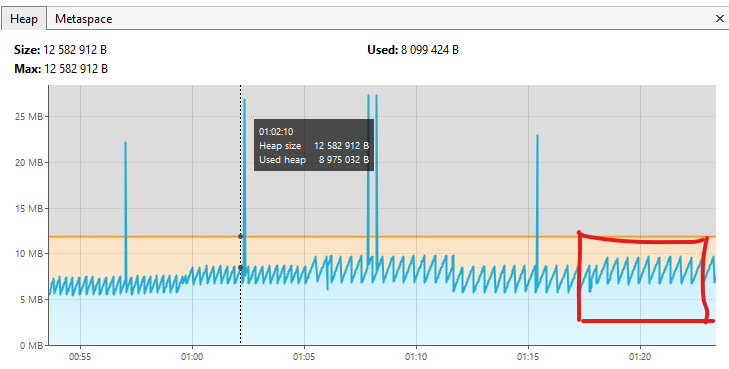 Heap Metaspace ×
Size: 12 582 912 B Used: 8 099 424 B
Max: 12 582 912 B
25 MB
20 MB
15 MB
10 MB
5 MB
0 MB
01:02:10
Heap size 12 582 912 B
Used heap 8 975 032 B
00:55 01:00 01:05 01:10 01:15 01:20